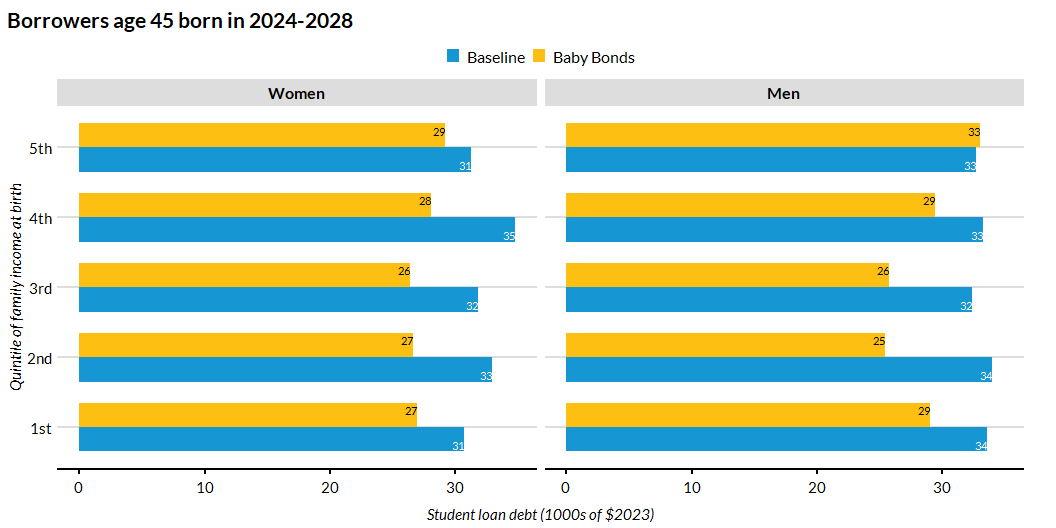 Borrowers age 45 born in 2024-2028
Baseline Baby Bonds
Women Men
Quintile of family income at birth
5th 29 33
31 33
4th 28 29
35 33
3rd 26 26
32 32
2nd 27 25
33 34
1st 27 29
31 34
0 10 20 30 0 10 20 30
Student loan debt (1000s of $2023)